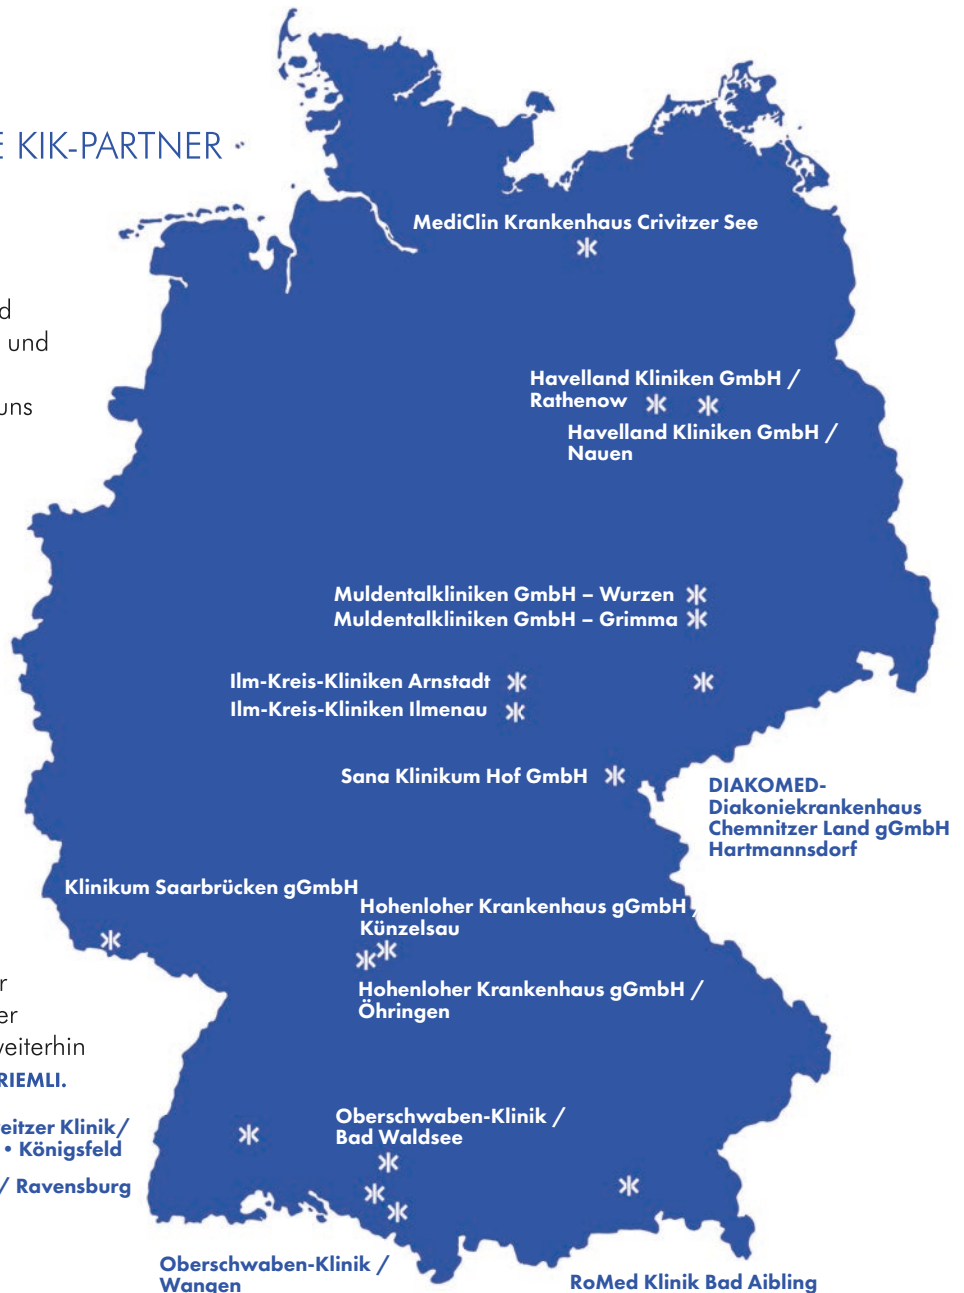 E KIK-PARTNER
MediClin Krankenhaus Crivitzer See
d
und
uns
Havelland Kliniken GmbH /
Rathenow
Havelland Kliniken GmbH /
Nauen
Muldentalkliniken GmbH – Wurzen
Muldentalkliniken GmbH – Grimma
Ilm-Kreis-Kliniken Arnstadt
Ilm-Kreis-Kliniken Ilmenau
Sana Klinikum Hof GmbH
DIAKOMED-
Diakoniekrankenhaus
Chemnitzer Land gGmbH
Hartmannsdorf
Klinikum Saarbrücken gGmbH
Hohenloher Krankenhaus gGmbH /
Künzelsau
Hohenloher Krankenhaus gGmbH /
Öhringen
r
er
weiterhin
RIEMLI.
eitzer Klinik/
• Königsfeld
/ Ravensburg
Oberschwaben-Klinik /
Bad Waldsee
Oberschwaben-Klinik /
Wangen
RoMed Klinik Bad Aibling